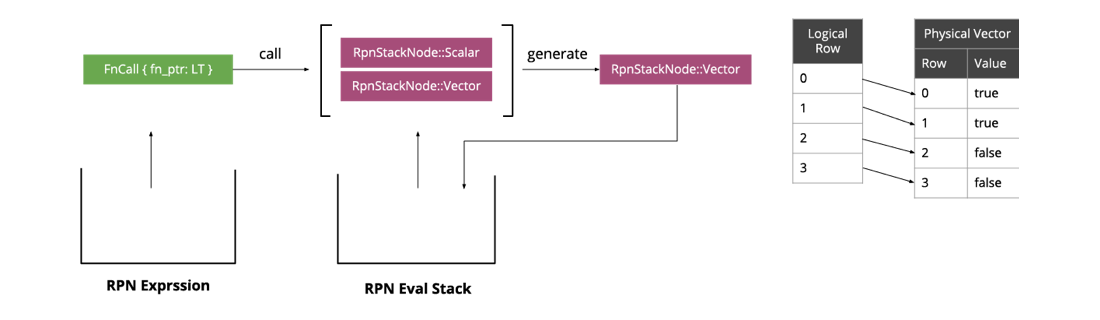 FnCall { fn_ptr: LT }
call
RpnStackNode::Scalar
RpnStackNode::Vector
generate
RpnStackNode::Vector
RPN Exprssion
RPN Eval Stack
Logical
Row
0
1
2
3
Physical Vector
Row Value
0 true
1 true
2 false
3 false